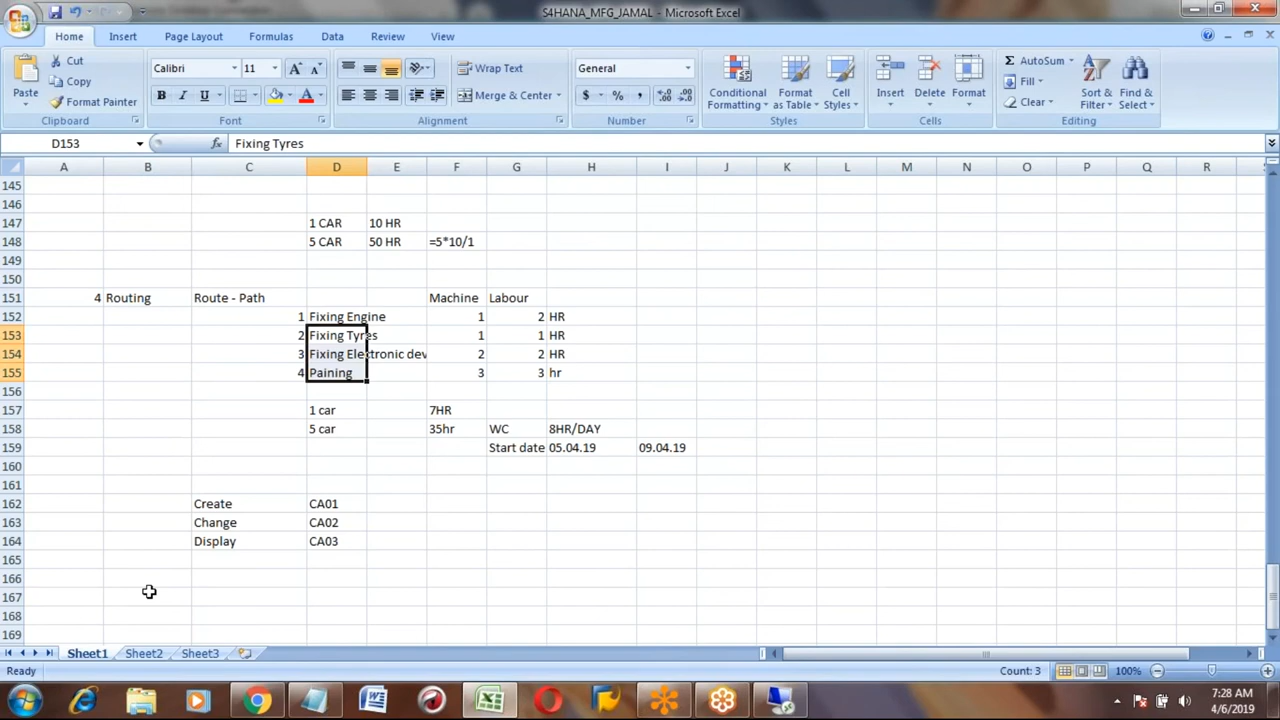 S4HANA_MFG_JAMAL - Microsoft Excel
Home Insert Page Layout Formulas Data Review View
Paste Cut Copy Format Painter Clipboard
Calibri 11 B I U A A A Font
Wrap Text Merge & Center Alignment
General $ % , Number
Conditional Formatting Format as Table Cell Styles Styles
Insert Delete Format Cells
Σ AutoSum Fill Clear Sort & Filter Find & Select Editing
D153 fx Fixing Tyres
A B C D E F G H I J K L M N O P Q R
145
146
147 1 CAR 10 HR
148 5 CAR 50 HR =5*10/1
149
150
151 4 Routing Route - Path Machine Labour
152 1 Fixing Engine 1 2 HR
153 2 Fixing Tyres 1 1 HR
154 3 Fixing Electronic dev 2 2 HR
155 4 Paining 3 3 hr
156
157 1 car 7HR
158 5 car 35hr WC 8HR/DAY
159 Start date 05.04.19 09.04.19
160
161
162 Create CA01
163 Change CA02
164 Display CA03
165
166
167
168
169
Sheet1 Sheet2 Sheet3
Ready Count: 3 100%
7:28 AM
4/6/2019